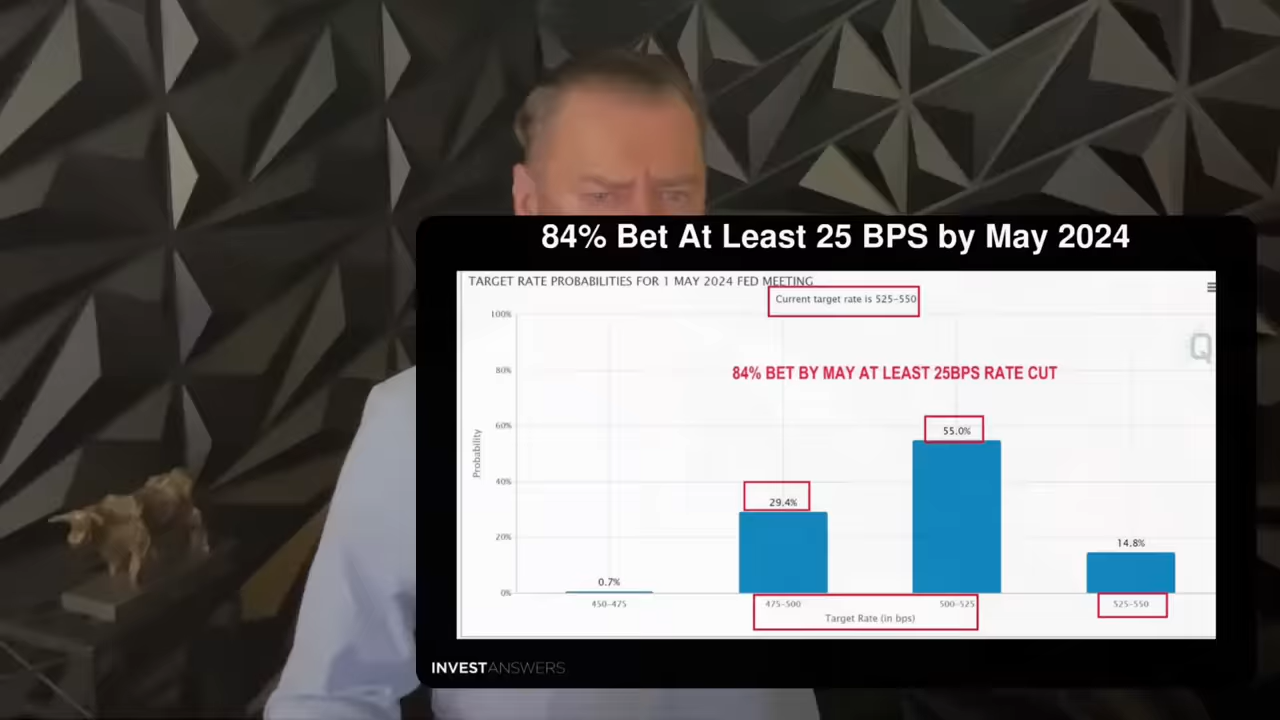 84% Bet At Least 25 BPS by May 2024
TARGET RATE PROBABILITIES FOR 1 MAY 2024 FED MEETING
Current target rate is 525-550
100%
Q
84% BET BY MAY AT LEAST 25BPS RATE CUT
80%
60%
55.0%
Probability
40%
29.4%
20%
14.8%
0.7%
0%
450-475 475-500 500-525 525-550
Target Rate (in bps)
INVESTANSWERS